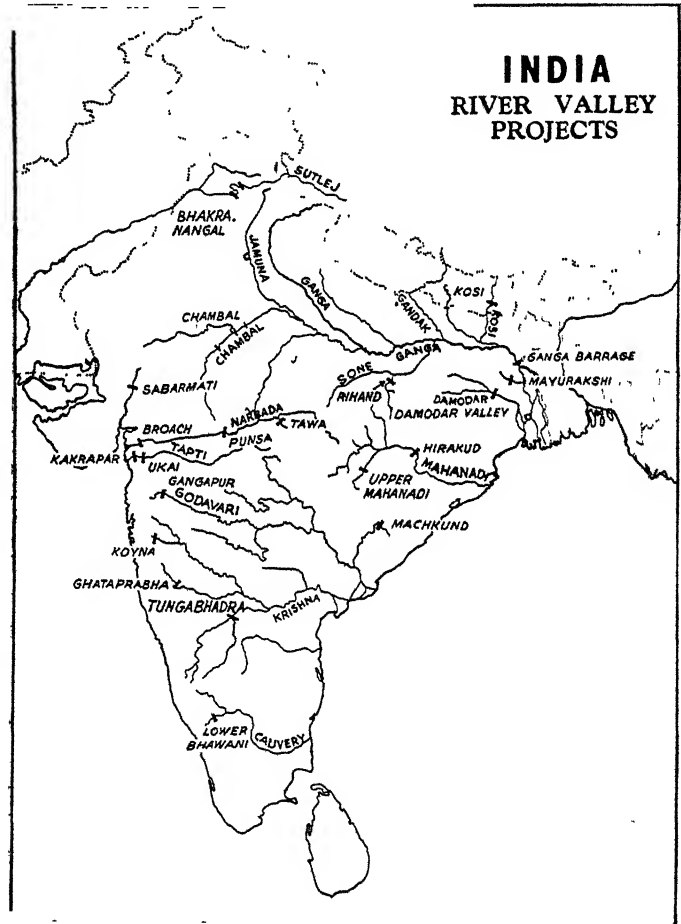 INDIA
RIVER VALLEY
PROJECTS
SUTLEJ
BHAKRA.
NANGAL
JAMUNA
GANGA
GANDAK
KOSI
KOSI
CHAMBAL
CHAMBAL
SONE
GANGA
GANGA BARRAGE
MAYURAKSHI
SABARMATI
RIHAND
DAMODAR
DAMODAR VALLEY
BROACH
NARBADA
TAWA
PUNSA
TAPTI
KAKRAPAR
UKAI
HIRAKUD
MAHANADI
UPPER
MAHANADI
GANGAPUR
GODAVARI
MACHKUND
KOYNA
GHATAPRABHA
TUNGABHADRA
KRISHNA
LOWER
BHAWANI
CAUVERY